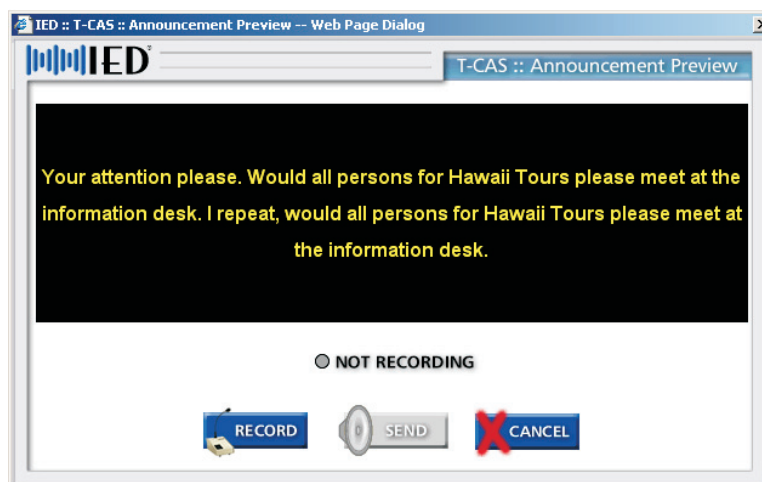 IED :: T-CAS :: Announcement Preview -- Web Page Dialog
IED
T-CAS :: Announcement Preview
Your attention please. Would all persons for Hawaii Tours please meet at the
information desk. I repeat, would all persons for Hawaii Tours please meet at
the information desk.
NOT RECORDING
RECORD
SEND
CANCEL